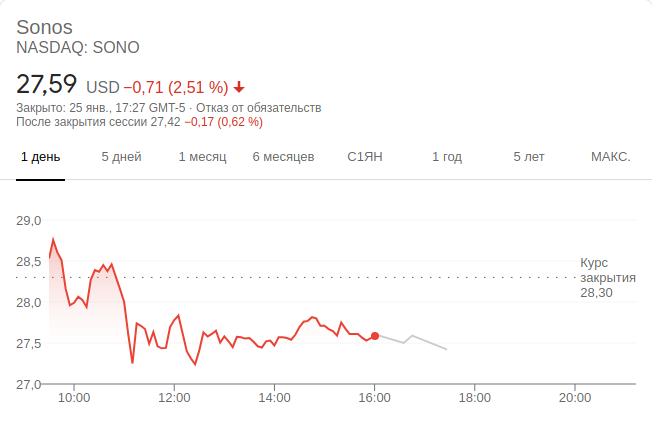 Sonos
NASDAQ: SONO
27,59 USD −0,71 (2,51 %)
Закрыто: 25 янв., 17:27 GMT-5 · Отказ от обязательств
После закрытия сессии 27,42 −0,17 (0,62 %)
1 день 5 дней 1 месяц 6 месяцев С1ЯН 1 год 5 лет МАКС.
29,0
28,5
28,0
27,5
27,0
Курс
закрытия
28,30
10:00 12:00 14:00 16:00 18:00 20:00